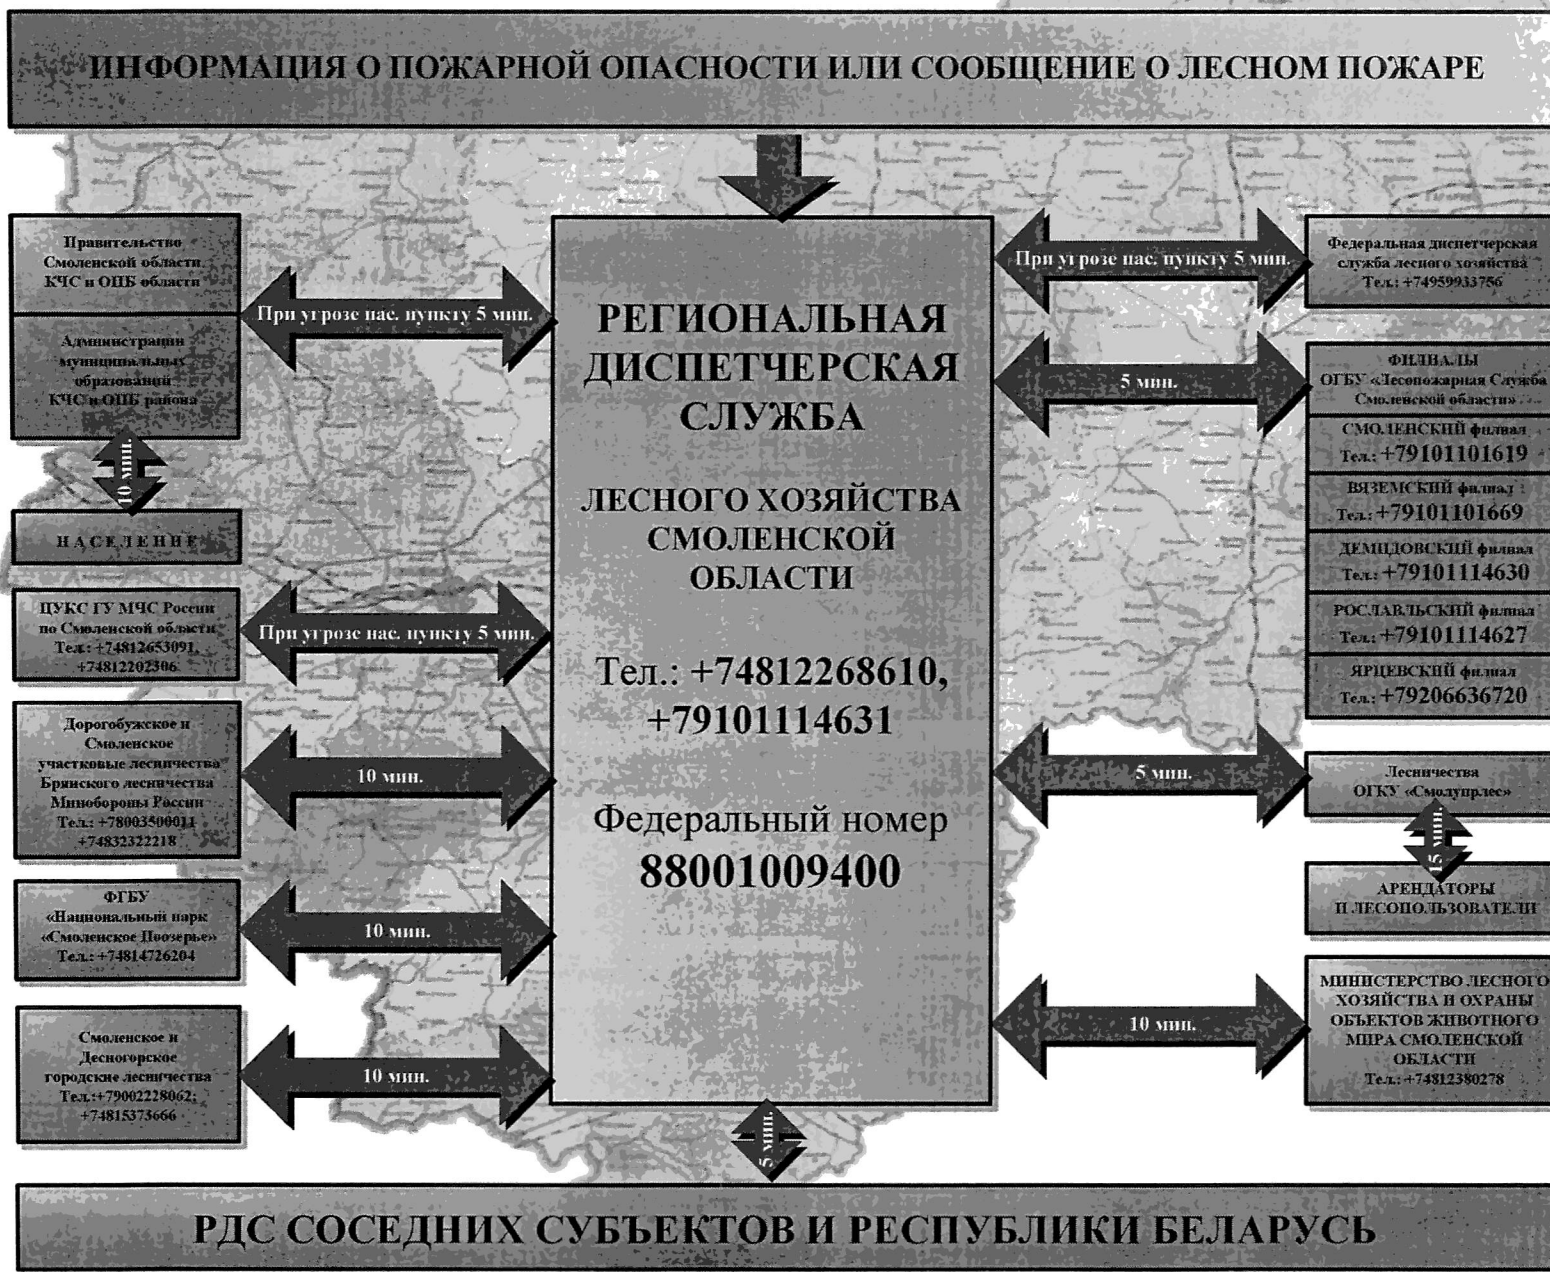 ИНФОРМАЦИЯ О ПОЖАРНОЙ ОПАСНОСТИ ИЛИ СООБЩЕНИЕ О ЛЕСНОМ ПОЖАРЕ
Правительство
Смоленской области,
КЧС и ОПБ области
Администрации
муниципальных
образований
КЧС и ОПБ района
10 мин.
НАСЕЛЕНИЕ
ЦУКС ГУ МЧС России
по Смоленской области
Тел.: +74812653091,
+74812202306
Дорогобужское и
Смоленское
участковые лесничества
Брянского лесничества
Минобороны России
Тел.: +78003500011
+74832322218
ФГБУ
«Национальный парк
«Смоленское Поозерье»
Тел.: +74814726204
Смоленское и
Десногорское
городские лесничества
Тел.:+79002228062;
+74815373666
При угрозе нас. пункту 5 мин.
При угрозе нас. пункту 5 мин.
10 мин.
10 мин.
10 мин.
РЕГИОНАЛЬНАЯ
ДИСПЕТЧЕРСКАЯ
СЛУЖБА
ЛЕСНОГО ХОЗЯЙСТВА
СМОЛЕНСКОЙ
ОБЛАСТИ
Тел.: +74812268610,
+79101114631
Федеральный номер
88001009400
При угрозе нас. пункту 5 мин.
5 мин.
5 мин.
10 мин.
Федеральная диспетчерская
служба лесного хозяйства
Тел.: +74959933756
ФИЛИАЛЫ
ОГБУ «Лесопожарная Служба
Смоленской области»
СМОЛЕНСКИЙ филиал
Тел.: +79101101619
ВЯЗЕМСКИЙ филиал
Тел.: +79101101669
ДЕМИДОВСКИЙ филиал
Тел.: +79101114630
РОСЛАВЛЬСКИЙ филиал
Тел.: +79101114627
ЯРЦЕВСКИЙ филиал
Тел.: +79206636720
Лесничества
ОГКУ «Смолупрлес»
15 мин.
АРЕНДАТОРЫ
И ЛЕСОПОЛЬЗОВАТЕЛИ
МИНИСТЕРСТВО ЛЕСНОГО
ХОЗЯЙСТВА И ОХРАНЫ
ОБЪЕКТОВ ЖИВОТНОГО
МИРА СМОЛЕНСКОЙ
ОБЛАСТИ
Тел.: +74812380278
5 мин.
РДС СОСЕДНИХ СУБЪЕКТОВ И РЕСПУБЛИКИ БЕЛАРУСЬ